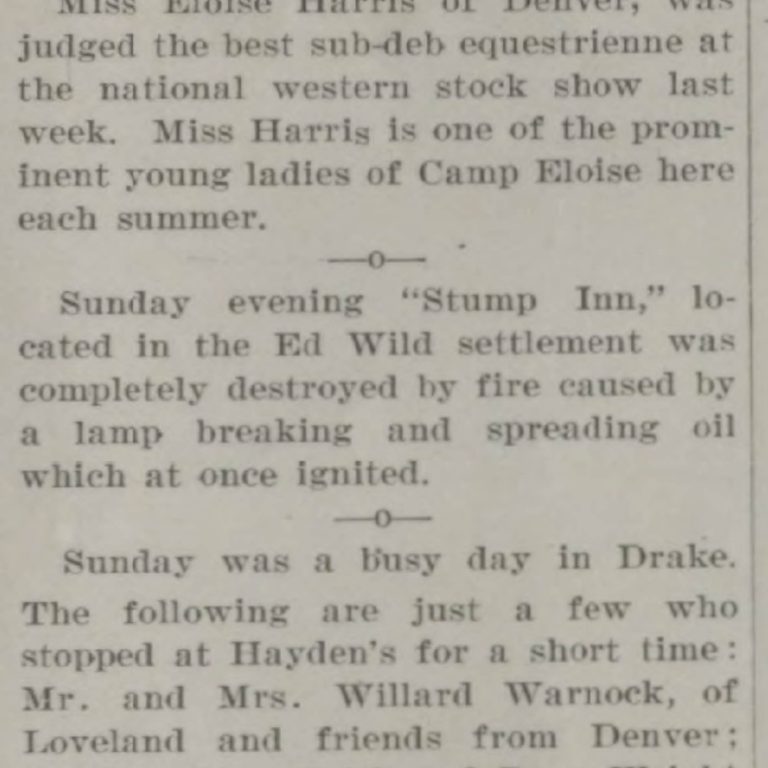 Miss Eloise Harris of Denver, was
judged the best sub-deb equestrienne at
the national western stock show last
week. Miss Harris is one of the prom-
inent young ladies of Camp Eloise here
each summer.
—o—
Sunday evening “Stump Inn,” lo-
cated in the Ed Wild settlement was
completely destroyed by fire caused by
a lamp breaking and spreading oil
which at once ignited.
—o—
Sunday was a busy day in Drake.
The following are just a few who
stopped at Hayden's for a short time:
Mr. and Mrs. Willard Warnock, of
Loveland and friends from Denver;